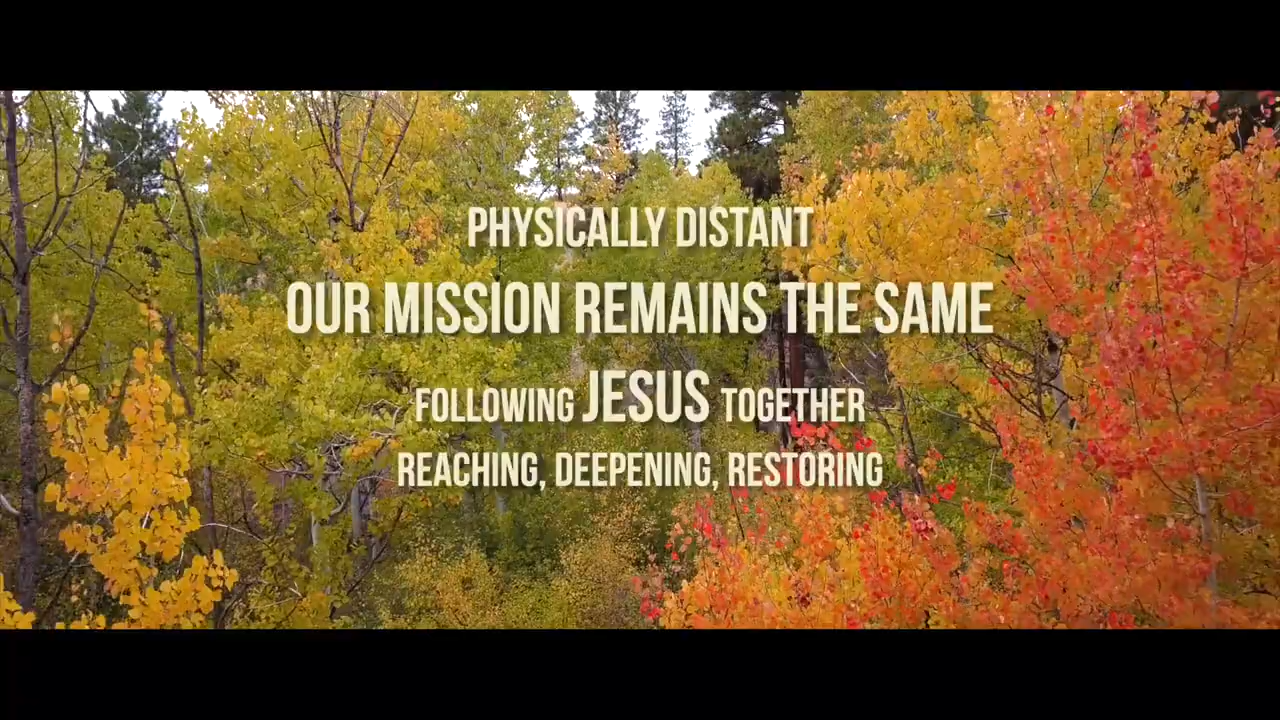 PHYSICALLY DISTANT
OUR MISSION REMAINS THE SAME
FOLLOWING JESUS TOGETHER
REACHING, DEEPENING, RESTORING